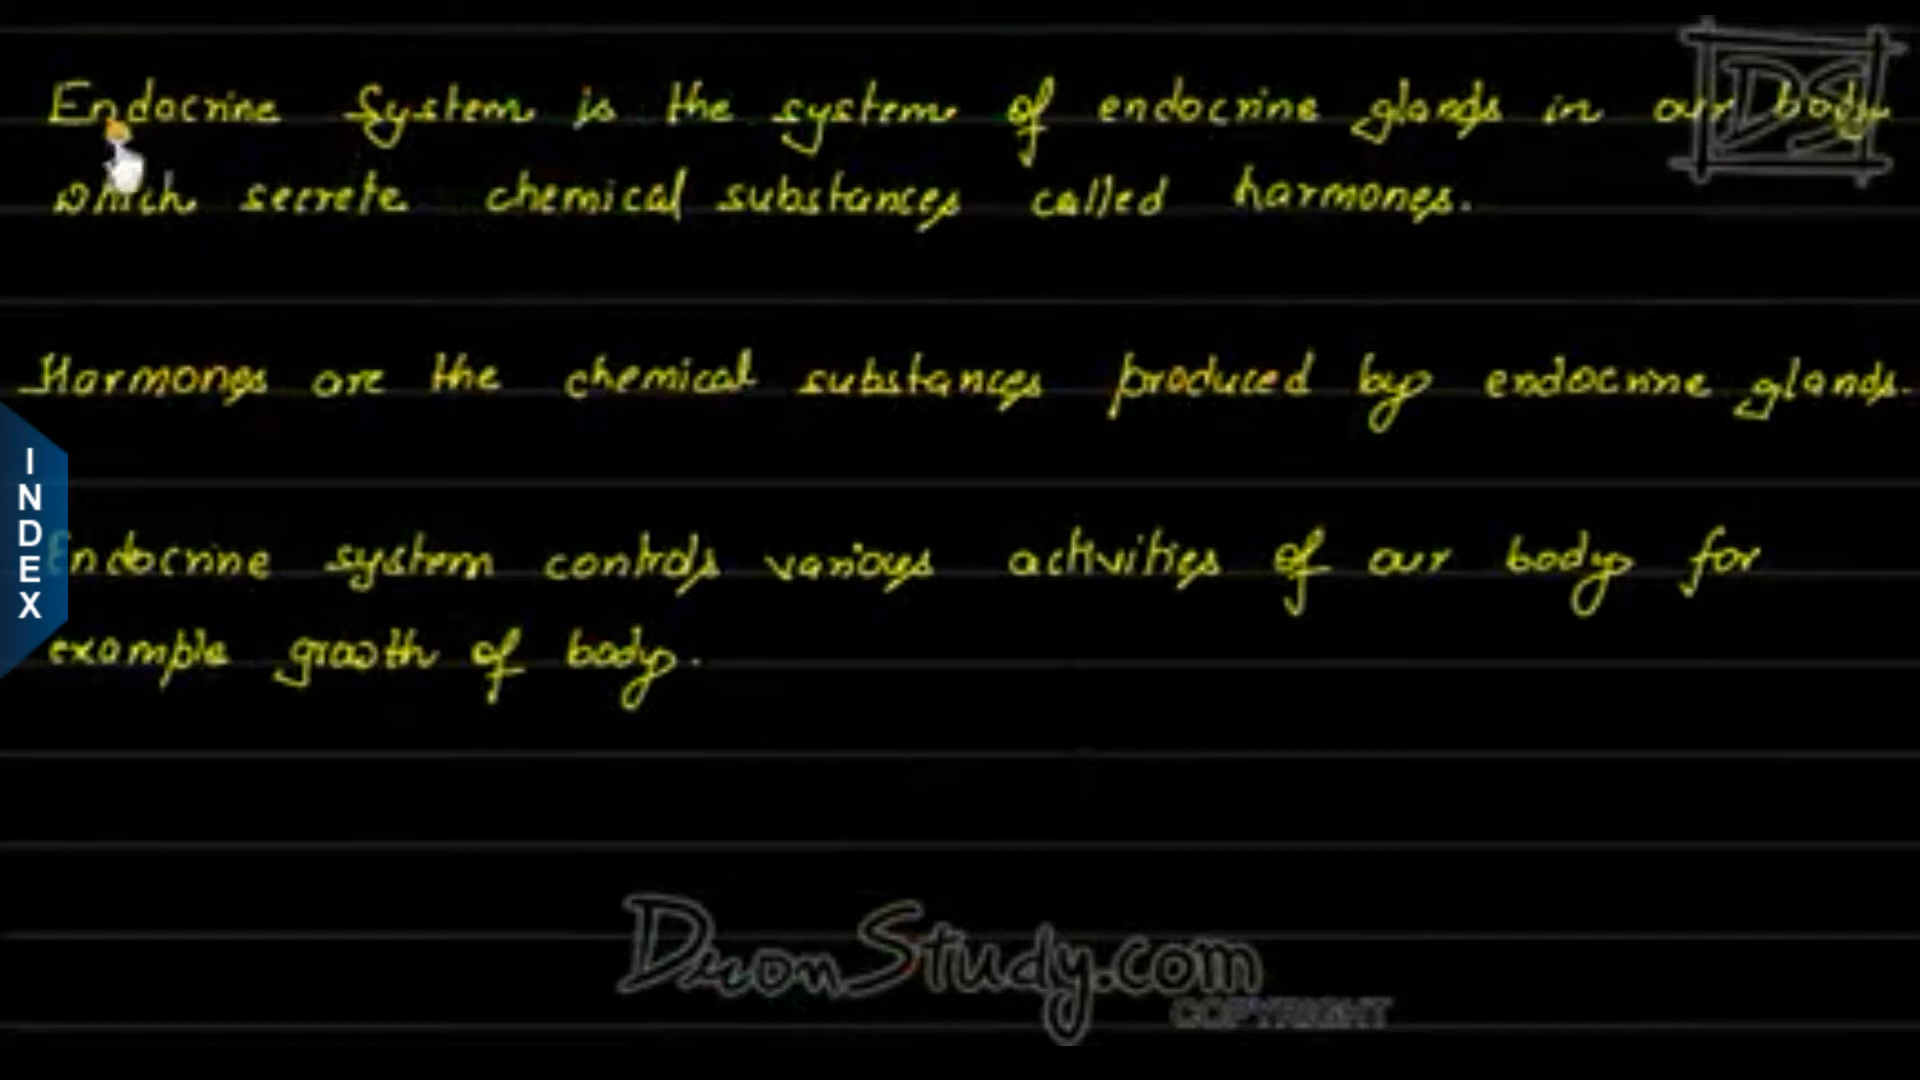 Endocrine System is the system of endocrine glands in our body
which secrete chemical substances called harmones.
Harmones are the chemical substances produced by endocrine glands.
Endocrine system controls various activities of our body for
example growth of body.
INDEX
DS
DronStudy.com
COPYRIGHT